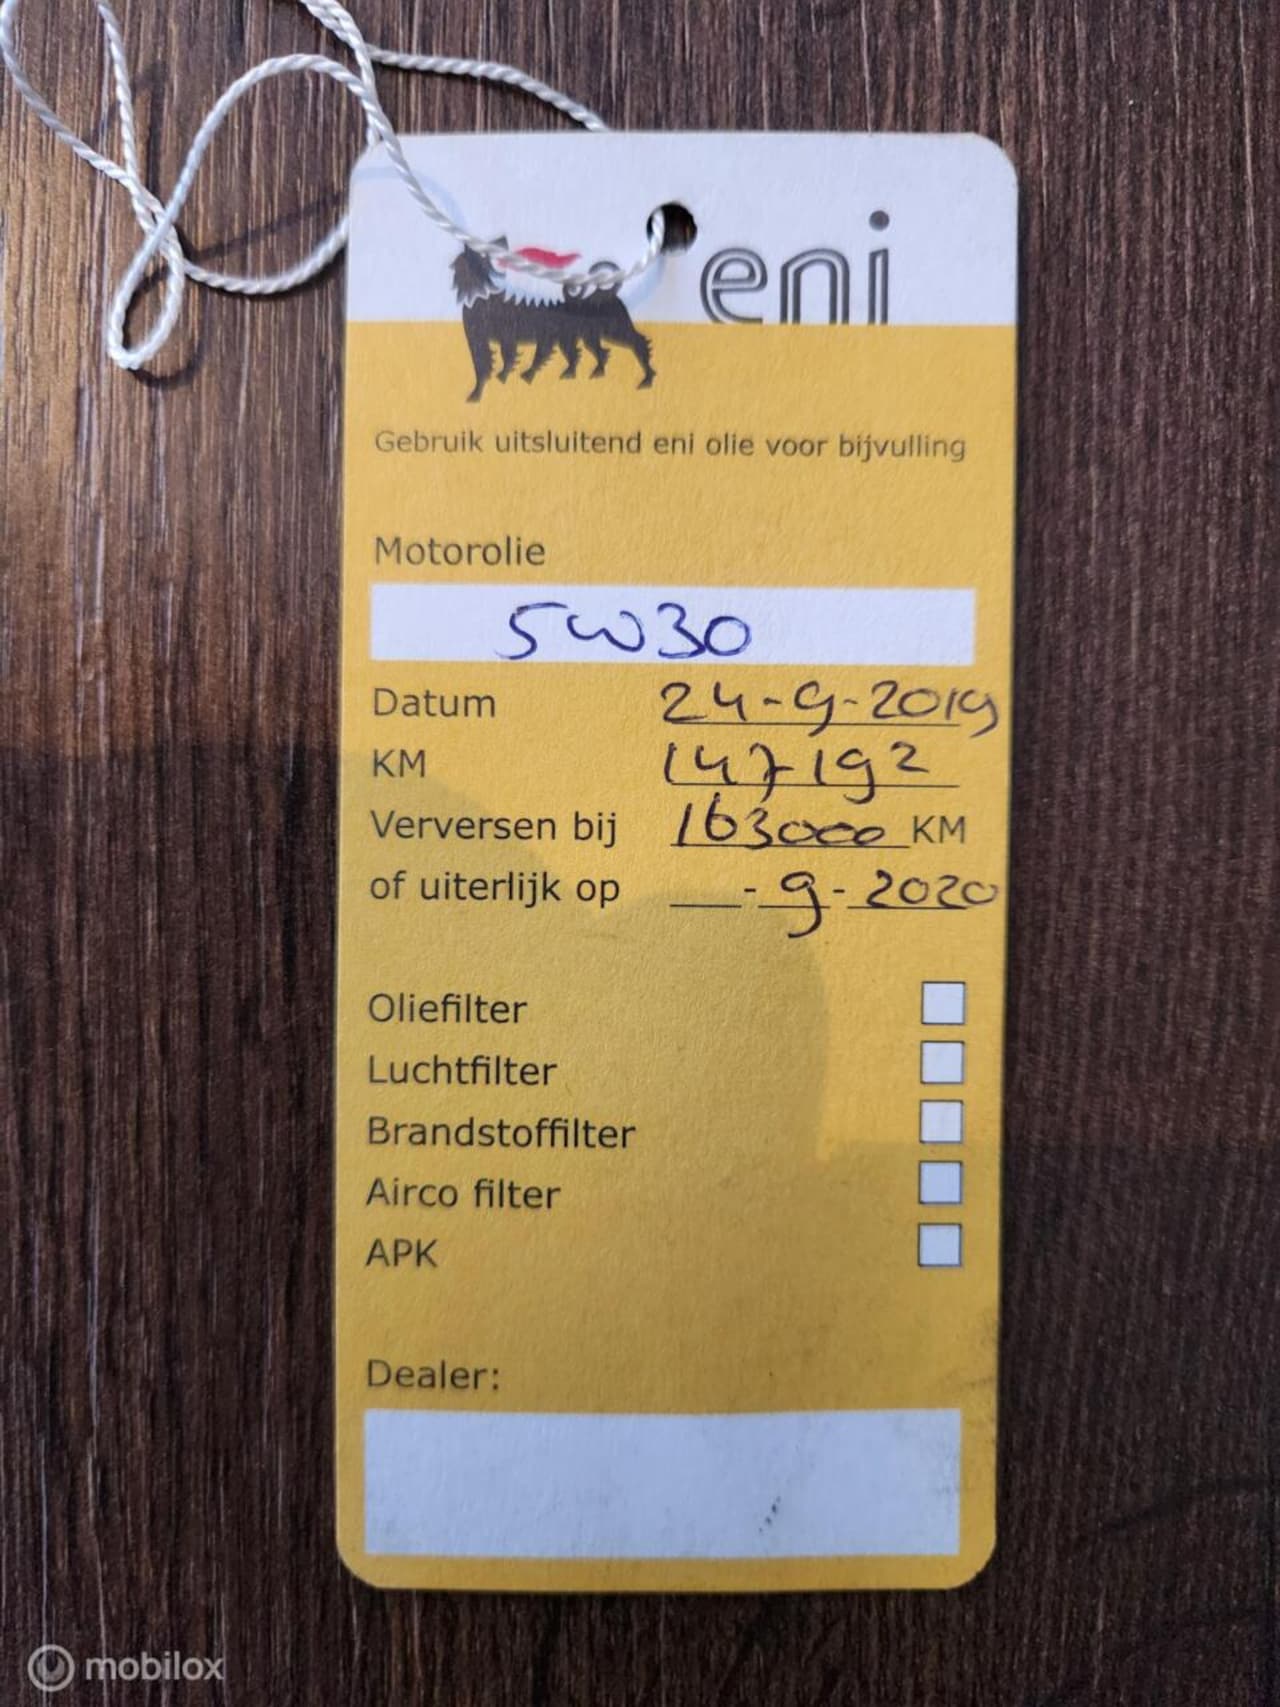 eni
Gebruik uitsluitend eni olie voor bijvulling
Motorolie
5W30
Datum 24-9-2019
KM 147192
Verversen bij 163000 KM
of uiterlijk op - 9 - 2020
Oliefilter
Luchtfilter
Brandstoffilter
Airco filter
APK
Dealer:
mobilox